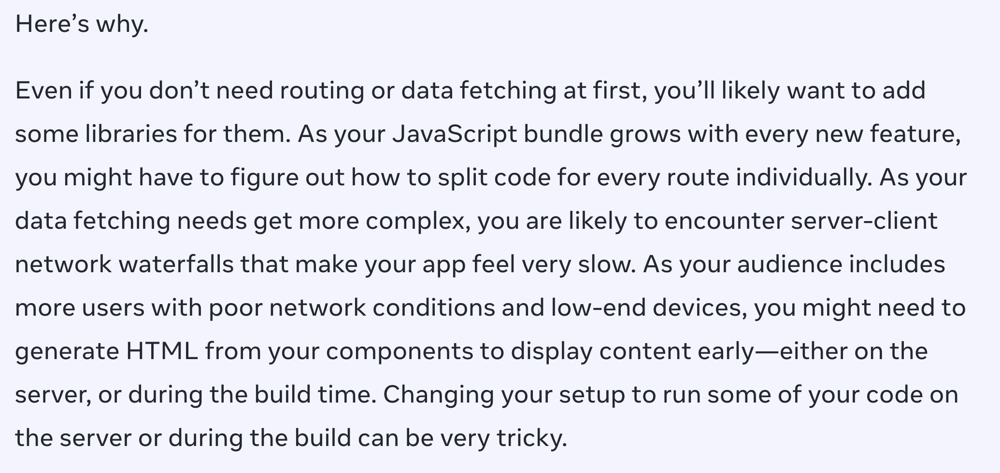 Here’s why.
Even if you don’t need routing or data fetching at first, you’ll likely want to add
some libraries for them. As your JavaScript bundle grows with every new feature,
you might have to figure out how to split code for every route individually. As your
data fetching needs get more complex, you are likely to encounter server-client
network waterfalls that make your app feel very slow. As your audience includes
more users with poor network conditions and low-end devices, you might need to
generate HTML from your components to display content early—either on the
server, or during the build time. Changing your setup to run some of your code on
the server or during the build can be very tricky.